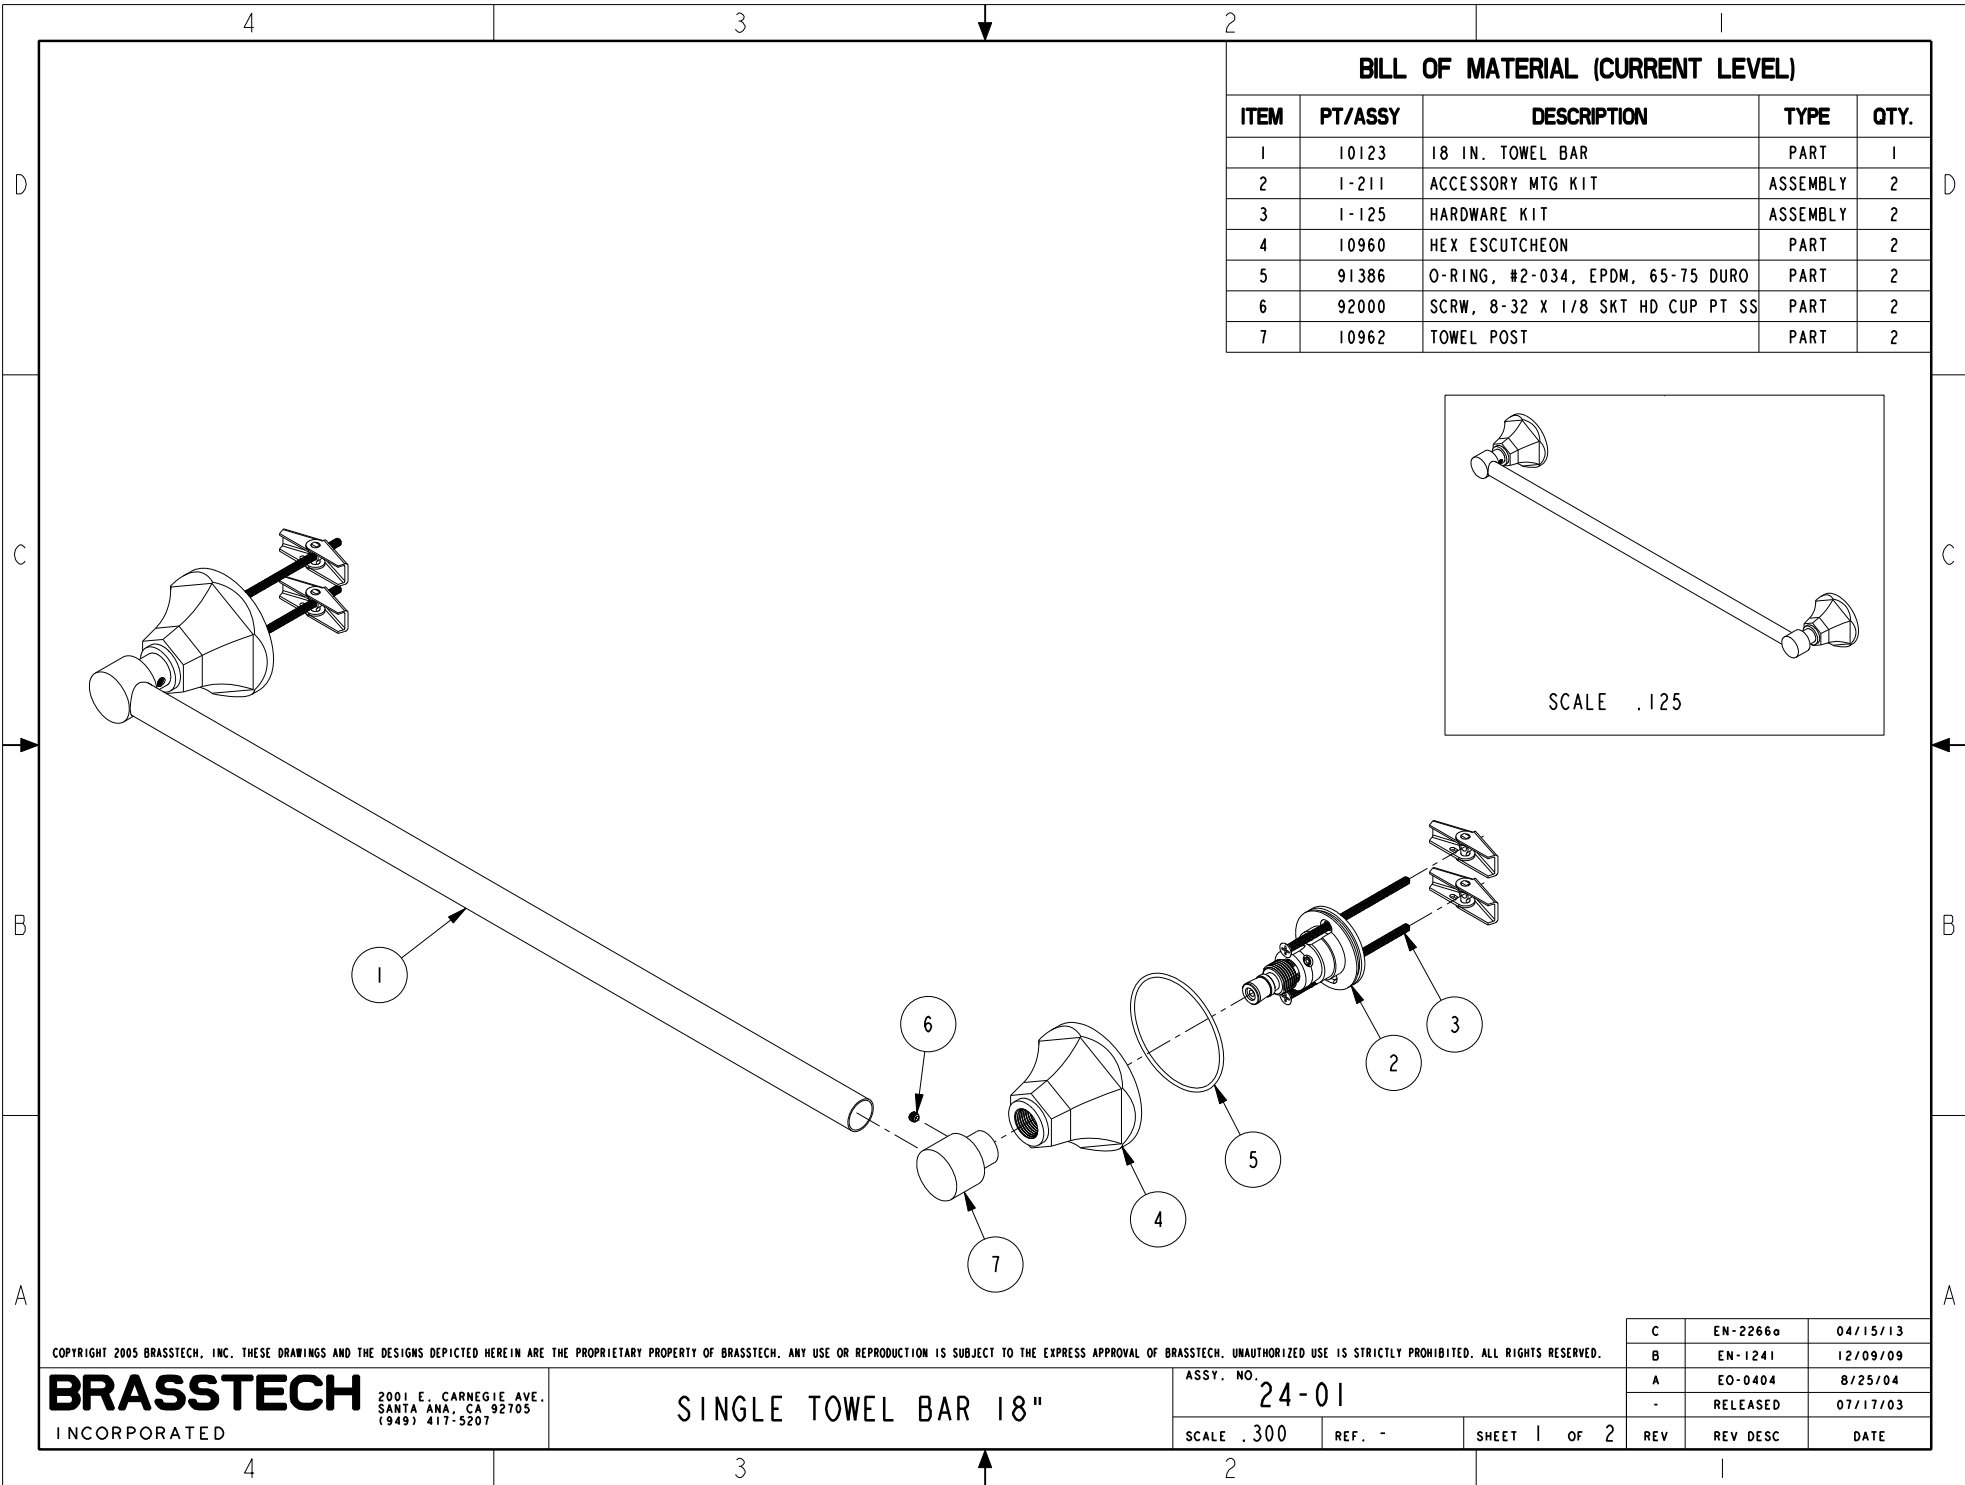 4 3 2 1
BILL OF MATERIAL (CURRENT LEVEL)
ITEM PT/ASSY DESCRIPTION TYPE QTY.
1 10123 18 IN. TOWEL BAR PART 1
2 1-211 ACCESSORY MTG KIT ASSEMBLY 2
3 1-125 HARDWARE KIT ASSEMBLY 2
4 10960 HEX ESCUTCHEON PART 2
5 91386 O-RING, #2-034, EPDM, 65-75 DURO PART 2
6 92000 SCRW, 8-32 X 1/8 SKT HD CUP PT SS PART 2
7 10962 TOWEL POST PART 2
D D
C C
SCALE .125
B B
1
6
3
2
5
4
7
A A
COPYRIGHT 2005 BRASSTECH, INC. THESE DRAWINGS AND THE DESIGNS DEPICTED HEREIN ARE THE PROPRIETARY PROPERTY OF BRASSTECH. ANY USE OR REPRODUCTION IS SUBJECT TO THE EXPRESS APPROVAL OF BRASSTECH. UNAUTHORIZED USE IS STRICTLY PROHIBITED. ALL RIGHTS RESERVED.
C EN-2266a 04/15/13
B EN-1241 12/09/09
A EO-0404 8/25/04
- RELEASED 07/17/03
REV REV DESC DATE
BRASSTECH
INCORPORATED
2001 E. CARNEGIE AVE.
SANTA ANA, CA 92705
(949) 417-5207
SINGLE TOWEL BAR 18"
ASSY. NO.
24-01
SCALE .300 REF. - SHEET 1 OF 2
4 3 2 1